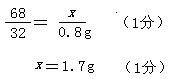 68/32 = x/0.8g （1分）
x=1.7g （1分）